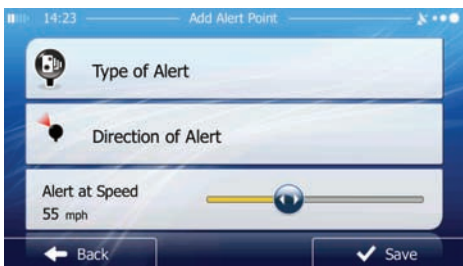 14:23 Add Alert Point
Type of Alert
Direction of Alert
Alert at Speed
55 mph
Back Save